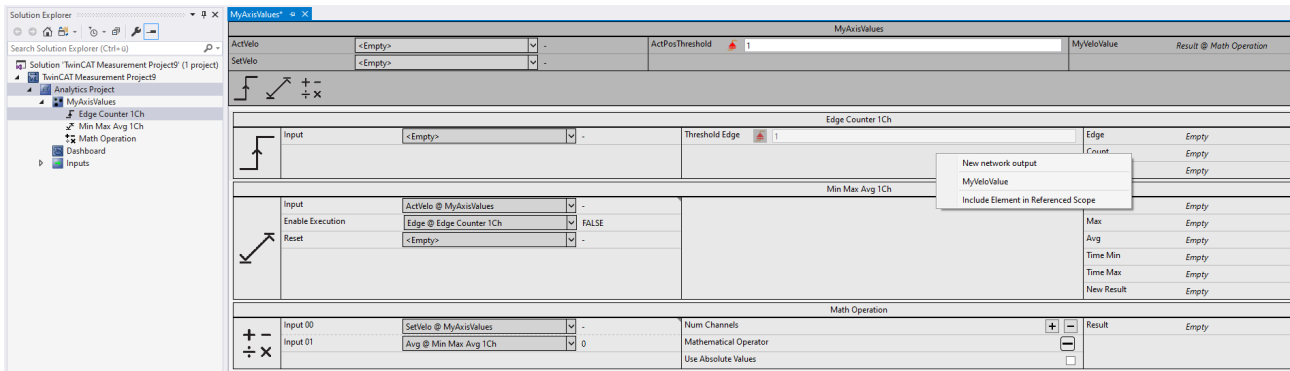 Solution Explorer
Search Solution Explorer (Ctrl+ü)
Solution 'TwinCAT Measurement Project9' (1 project)
TwinCAT Measurement Project9
Analytics Project
MyAxisValues
Edge Counter 1Ch
Min Max Avg 1Ch
Math Operation
Dashboard
Inputs
MyAxisValues*
MyAxisValues
ActVelo <Empty> - ActPosThreshold 1 MyVeloValue Result @ Math Operation
SetVelo <Empty> -
Edge Counter 1Ch
Input <Empty> - Threshold Edge 1 Edge Empty
Count Empty
Empty
New network output
MyVeloValue
Include Element in Referenced Scope
Min Max Avg 1Ch
Input ActVelo @ MyAxisValues - Empty
Enable Execution Edge @ Edge Counter 1Ch FALSE Max Empty
Reset <Empty> - Avg Empty
Time Min Empty
Time Max Empty
New Result Empty
Math Operation
Input 00 SetVelo @ MyAxisValues - Num Channels + - Result Empty
Input 01 Avg @ Min Max Avg 1Ch 0 Mathematical Operator -
Use Absolute Values